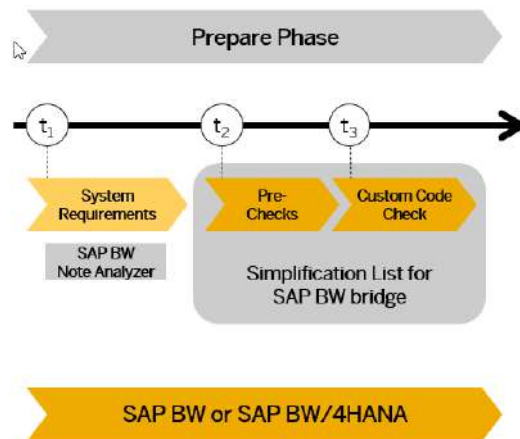 Prepare Phase
t1
t2
t3
System
Requirements
Pre-
Checks
Custom Code
Check
SAP BW
Note Analyzer
Simplification List for
SAP BW bridge
SAP BW or SAP BW/4HANA